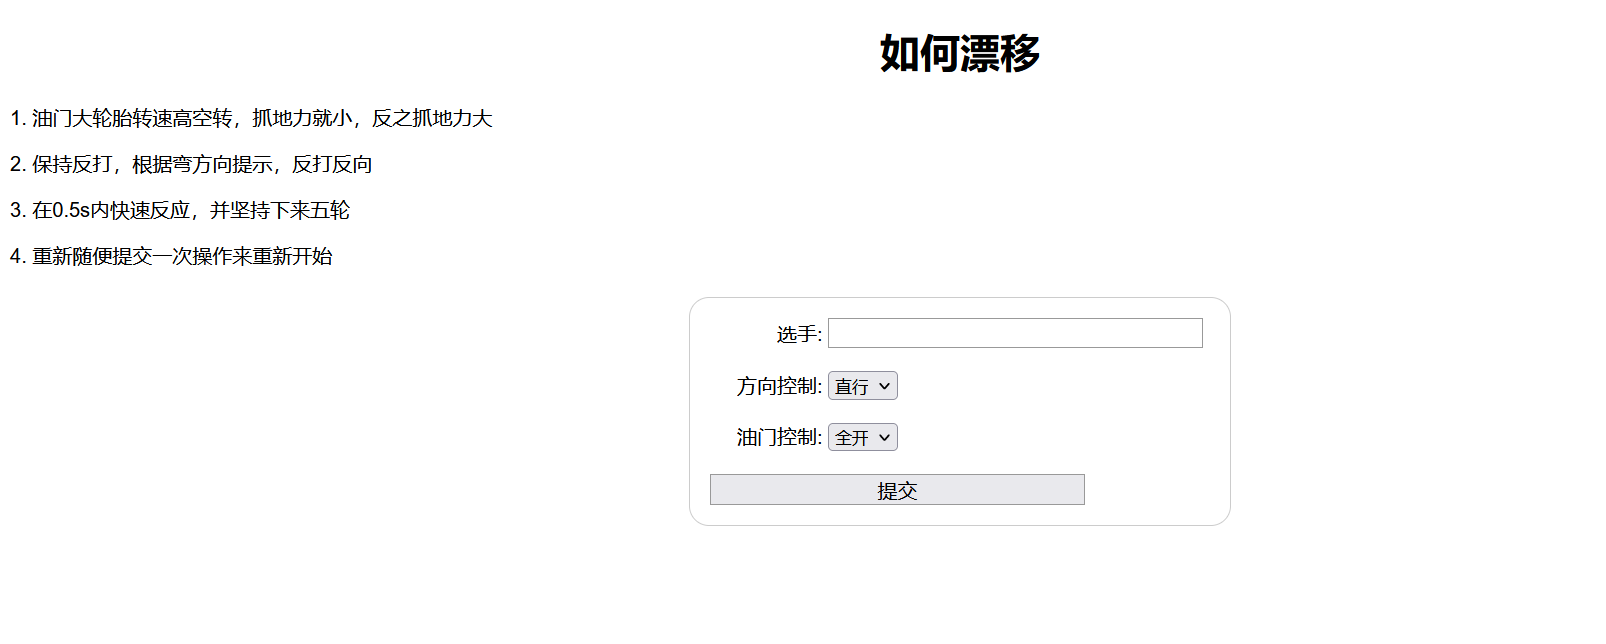 如何漂移
1. 油门大轮胎转速高空转，抓地力就小，反之抓地力大
2. 保持反打，根据弯方向提示，反打反向
3. 在0.5s内快速反应，并坚持下来五轮
4. 重新随便提交一次操作来重新开始
选手:
方向控制: 直行
油门控制: 全开
提交